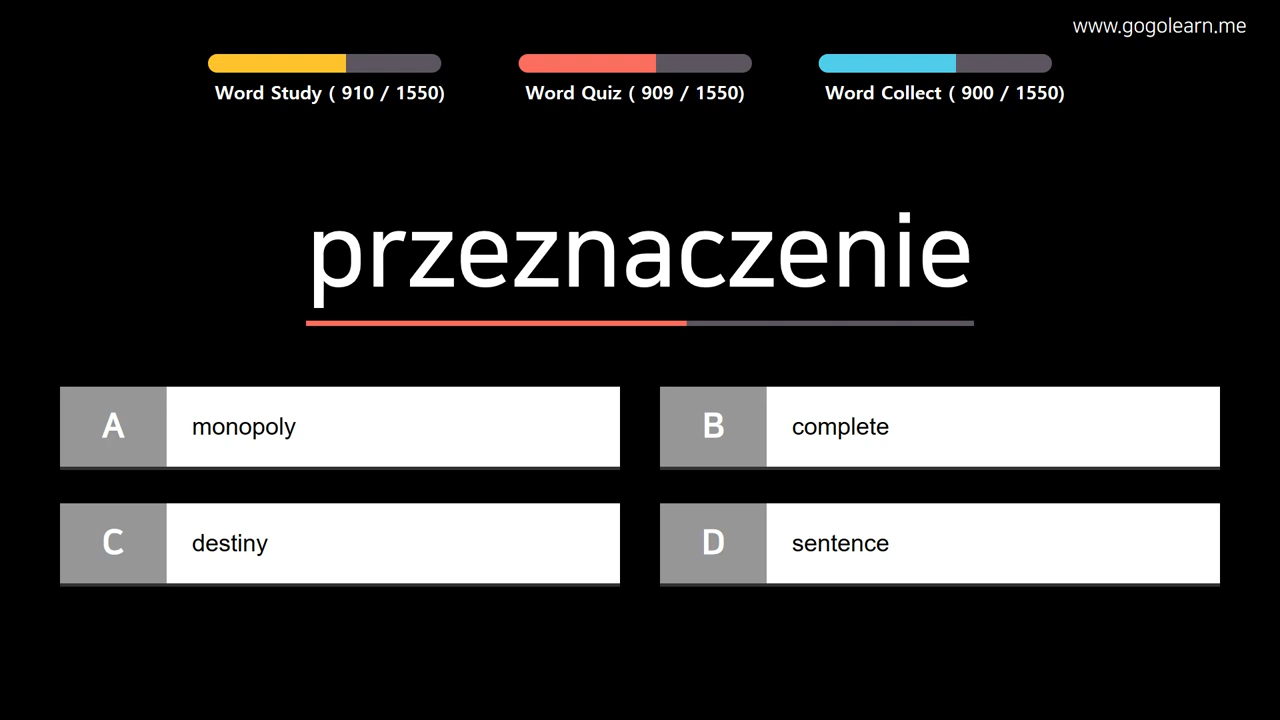 www.gogolearn.me
Word Study ( 910 / 1550)
Word Quiz ( 909 / 1550)
Word Collect ( 900 / 1550)
przeznaczenie
A monopoly
B complete
C destiny
D sentence